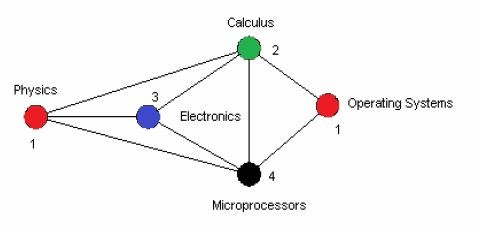 Calculus
2
Physics
3
Electronics
Operating Systems
1
1
4
Microprocessors